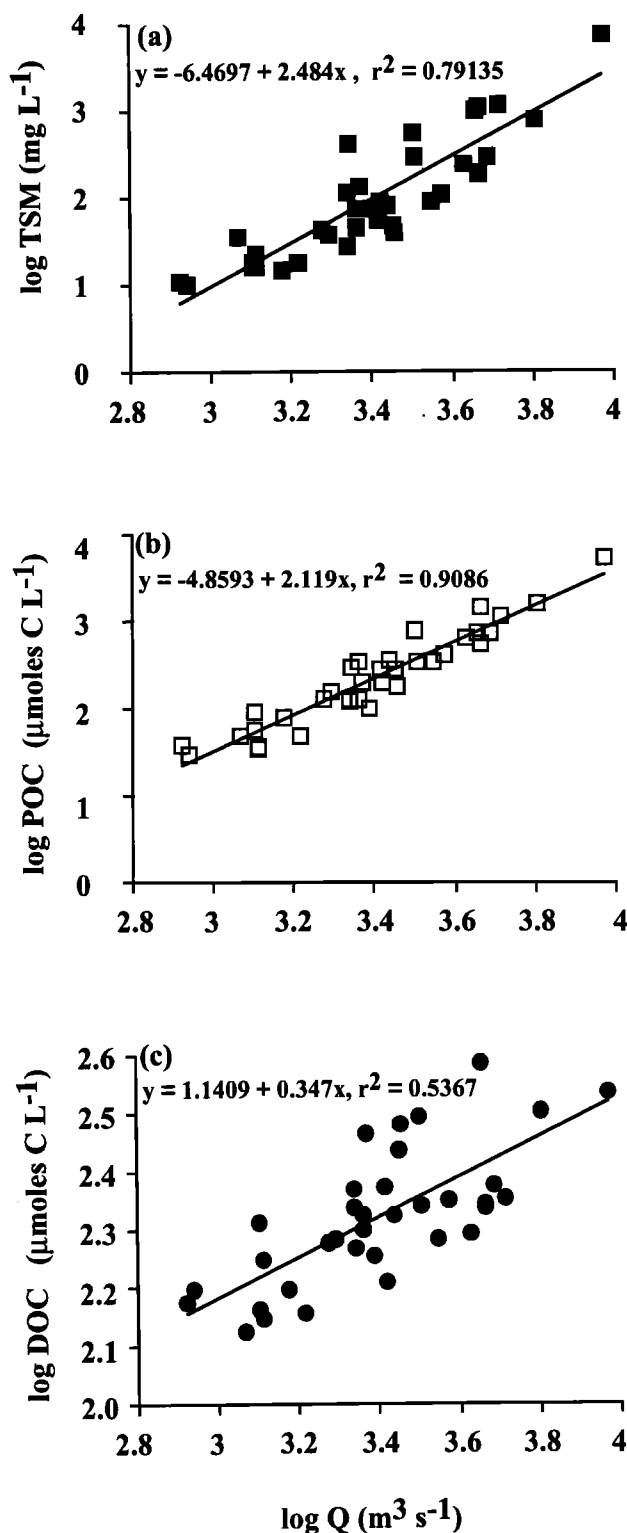 (a)
y = -6.4697 + 2.484x , r² = 0.79135
log TSM (mg L⁻¹)
4
3
2
1
0
2.8 3 3.2 3.4 3.6 3.8 4
(b)
y = -4.8593 + 2.119x, r² = 0.9086
log POC (μmoles C L⁻¹)
4
3
2
1
0
2.8 3 3.2 3.4 3.6 3.8 4
(c)
y = 1.1409 + 0.347x, r² = 0.5367
log DOC (μmoles C L⁻¹)
2.6
2.5
2.4
2.3
2.2
2.1
2.0
2.8 3 3.2 3.4 3.6 3.8 4
log Q (m³ s⁻¹)